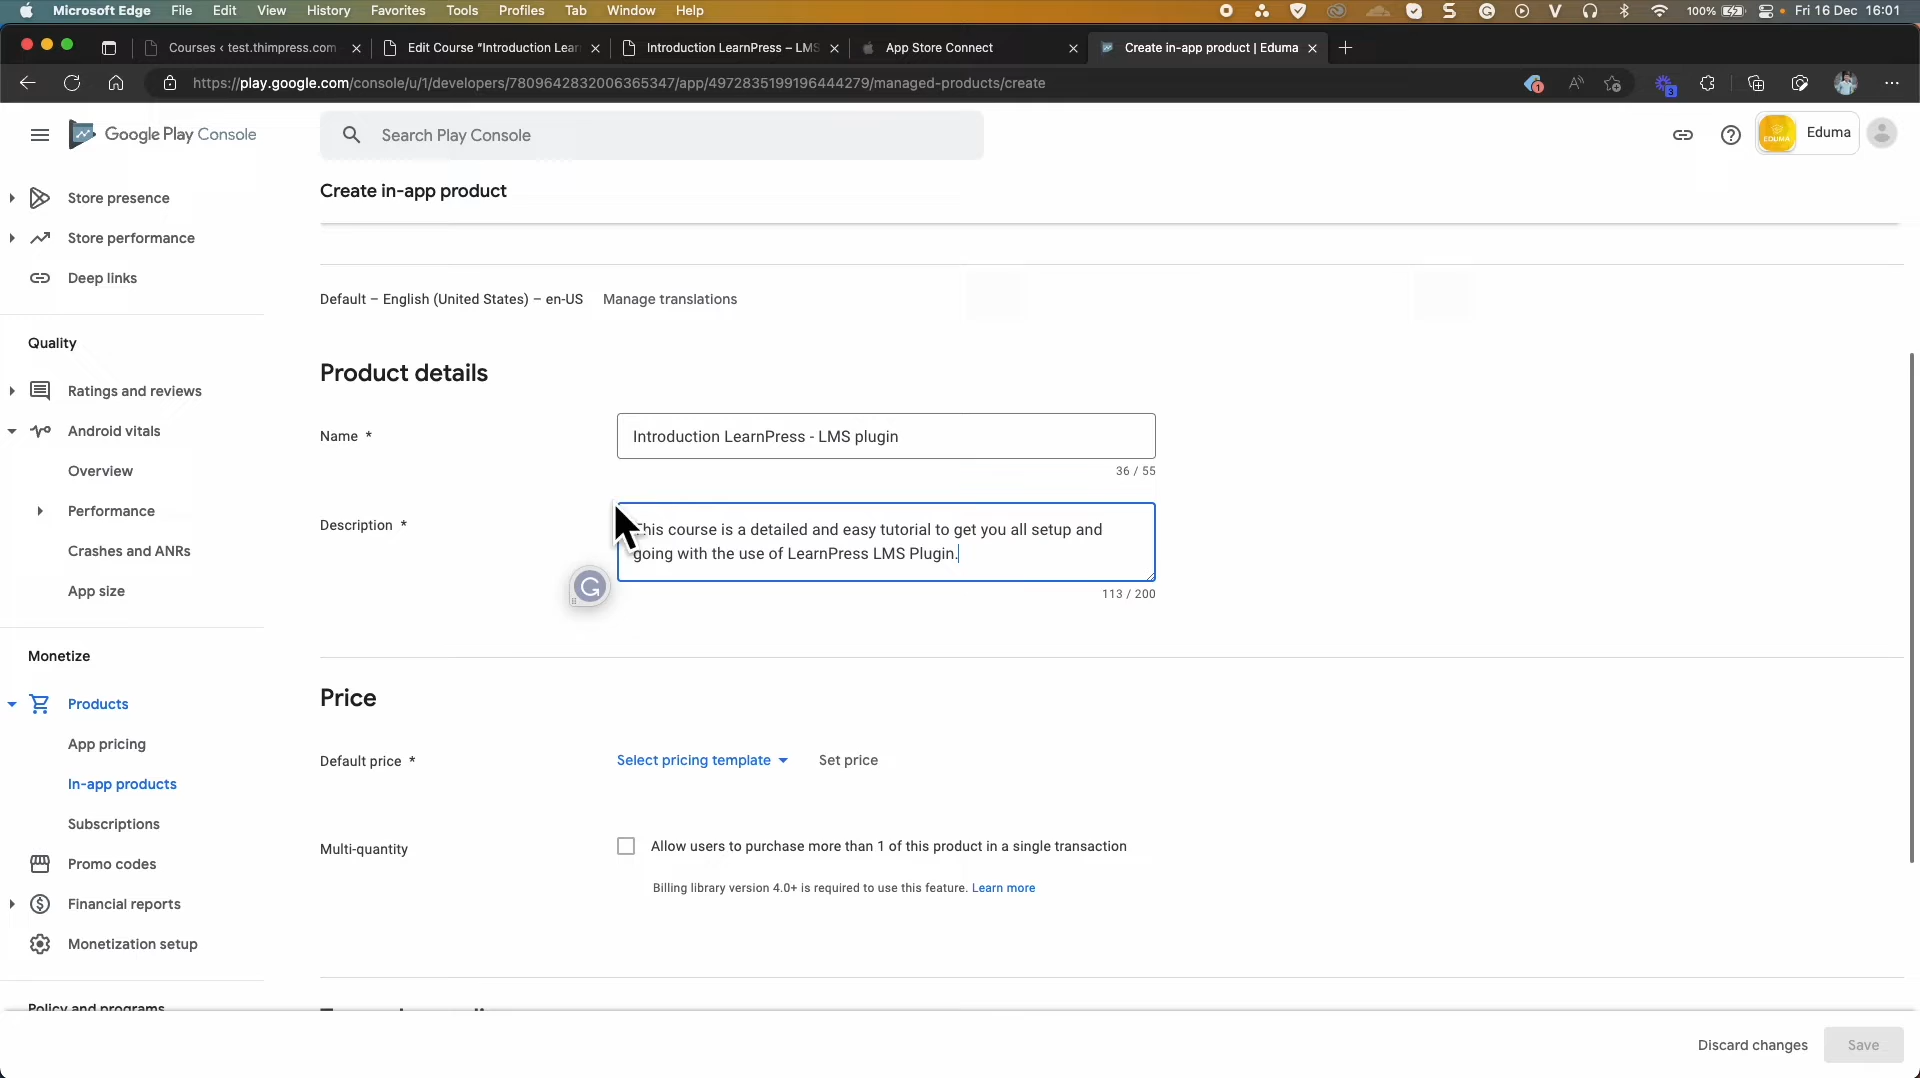 Microsoft Edge File Edit View History Favorites Tools Profiles Tab Window Help 100% Fri 16 Dec 16:01
Courses ‹ test.thimpress.com
Edit Course "Introduction Lear
Introduction LearnPress – LMS
App Store Connect
Create in-app product | Eduma
https://play.google.com/console/u/1/developers/7809642832006365347/app/4972835199196444279/managed-products/create
1
3
Google Play Console
Search Play Console
EDUMA
Eduma
Store presence
Store performance
Deep links
Quality
Ratings and reviews
Android vitals
Overview
Performance
Crashes and ANRs
App size
Monetize
Products
App pricing
In-app products
Subscriptions
Promo codes
Financial reports
Monetization setup
Policy and programs
Create in-app product
Default – English (United States) – en-US Manage translations
Product details
Name *
Introduction LearnPress - LMS plugin
36 / 55
Description *
This course is a detailed and easy tutorial to get you all setup and
going with the use of LearnPress LMS Plugin.
113 / 200
Price
Default price *
Select pricing template Set price
Multi-quantity
Allow users to purchase more than 1 of this product in a single transaction
Billing library version 4.0+ is required to use this feature. Learn more
Discard changes Save